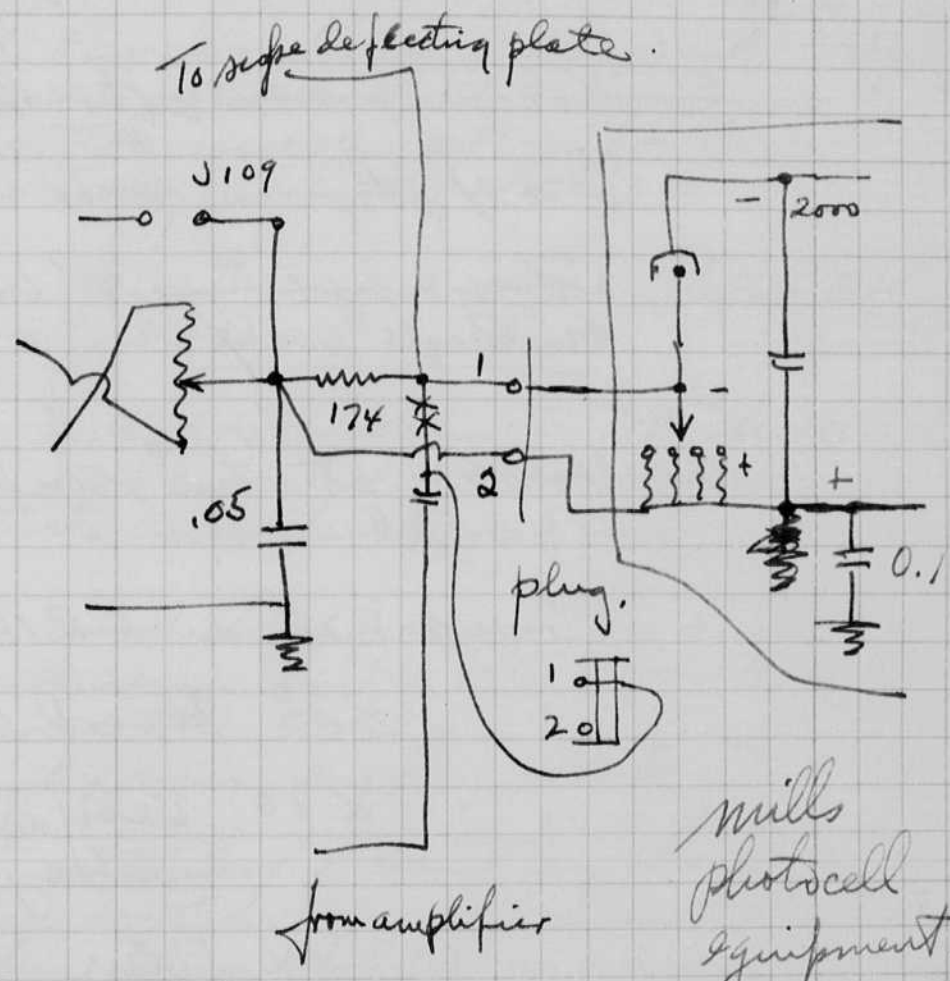 To scope deflecting plate.
J109
- 2000
1 -
174
2 + +
.05
0.1
plug.
1
2
mills
photocell
equipment
from amplifier